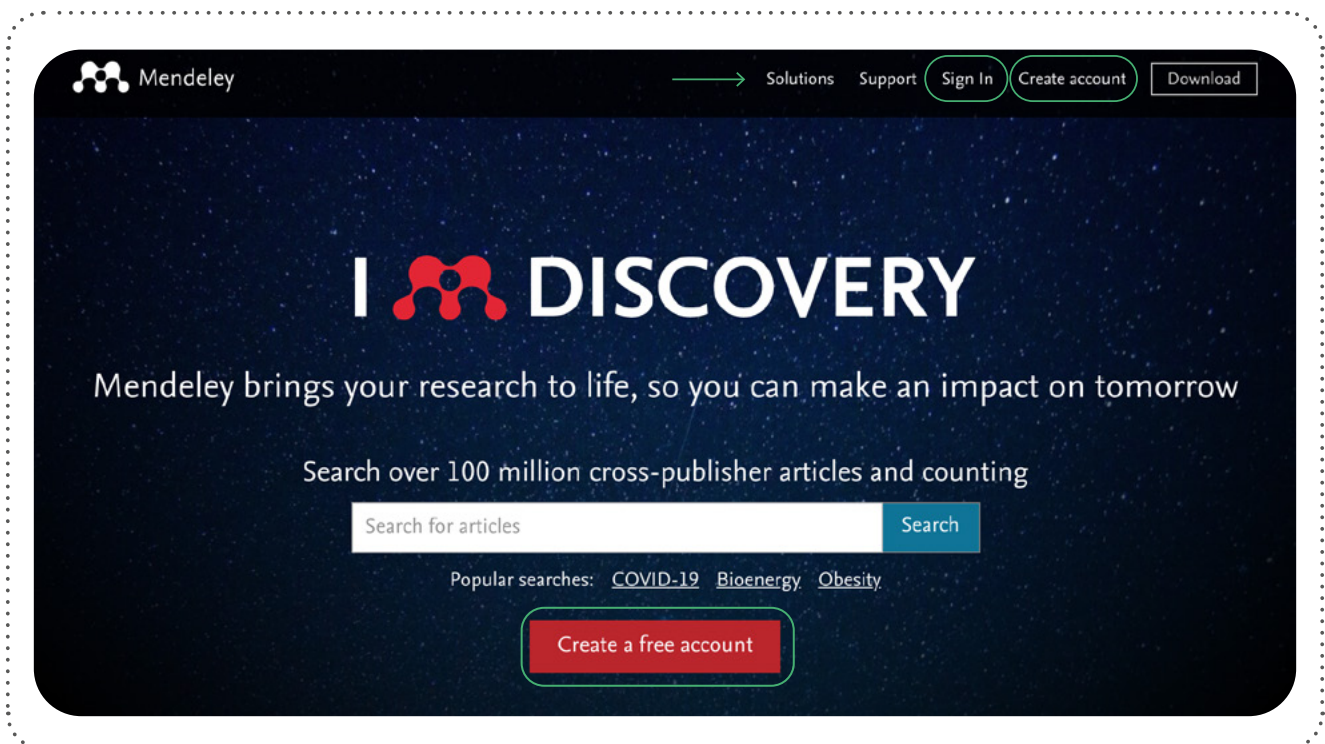 Mendeley
Solutions Support Sign In Create account Download
I DISCOVERY
Mendeley brings your research to life, so you can make an impact on tomorrow
Search over 100 million cross-publisher articles and counting
Search for articles Search
Popular searches: COVID-19 Bioenergy Obesity
Create a free account